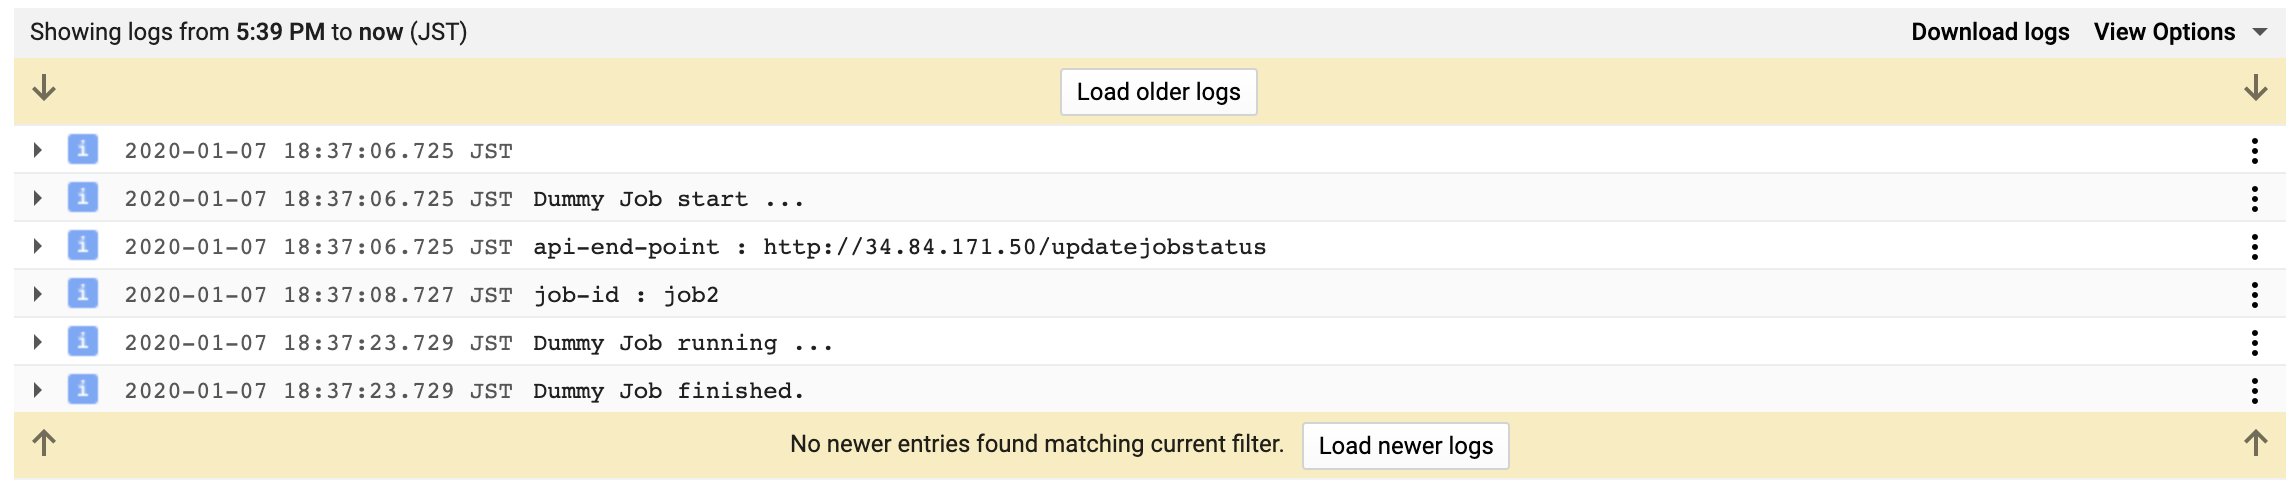 Showing logs from 5:39 PM to now (JST) Download logs View Options
Load older logs
i 2020-01-07 18:37:06.725 JST
i 2020-01-07 18:37:06.725 JST Dummy Job start ...
i 2020-01-07 18:37:06.725 JST api-end-point : http://34.84.171.50/updatejobstatus
i 2020-01-07 18:37:08.727 JST job-id : job2
i 2020-01-07 18:37:23.729 JST Dummy Job running ...
i 2020-01-07 18:37:23.729 JST Dummy Job finished.
No newer entries found matching current filter. Load newer logs